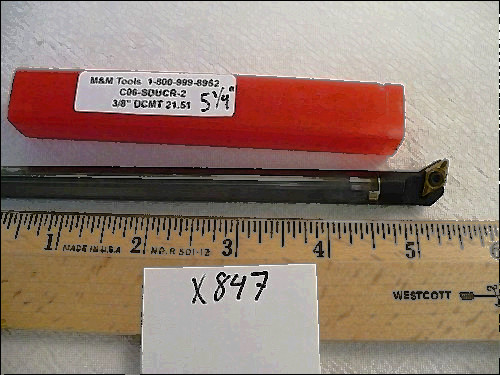 M&M Tools 1-800-999-8952
C06-SDUCR-2
3/8" DCMT 21.51
5 1/4"
1 2 3 4 5 6
MADE IN U.S.A NO. R 501-12
WESTCOTT
X847